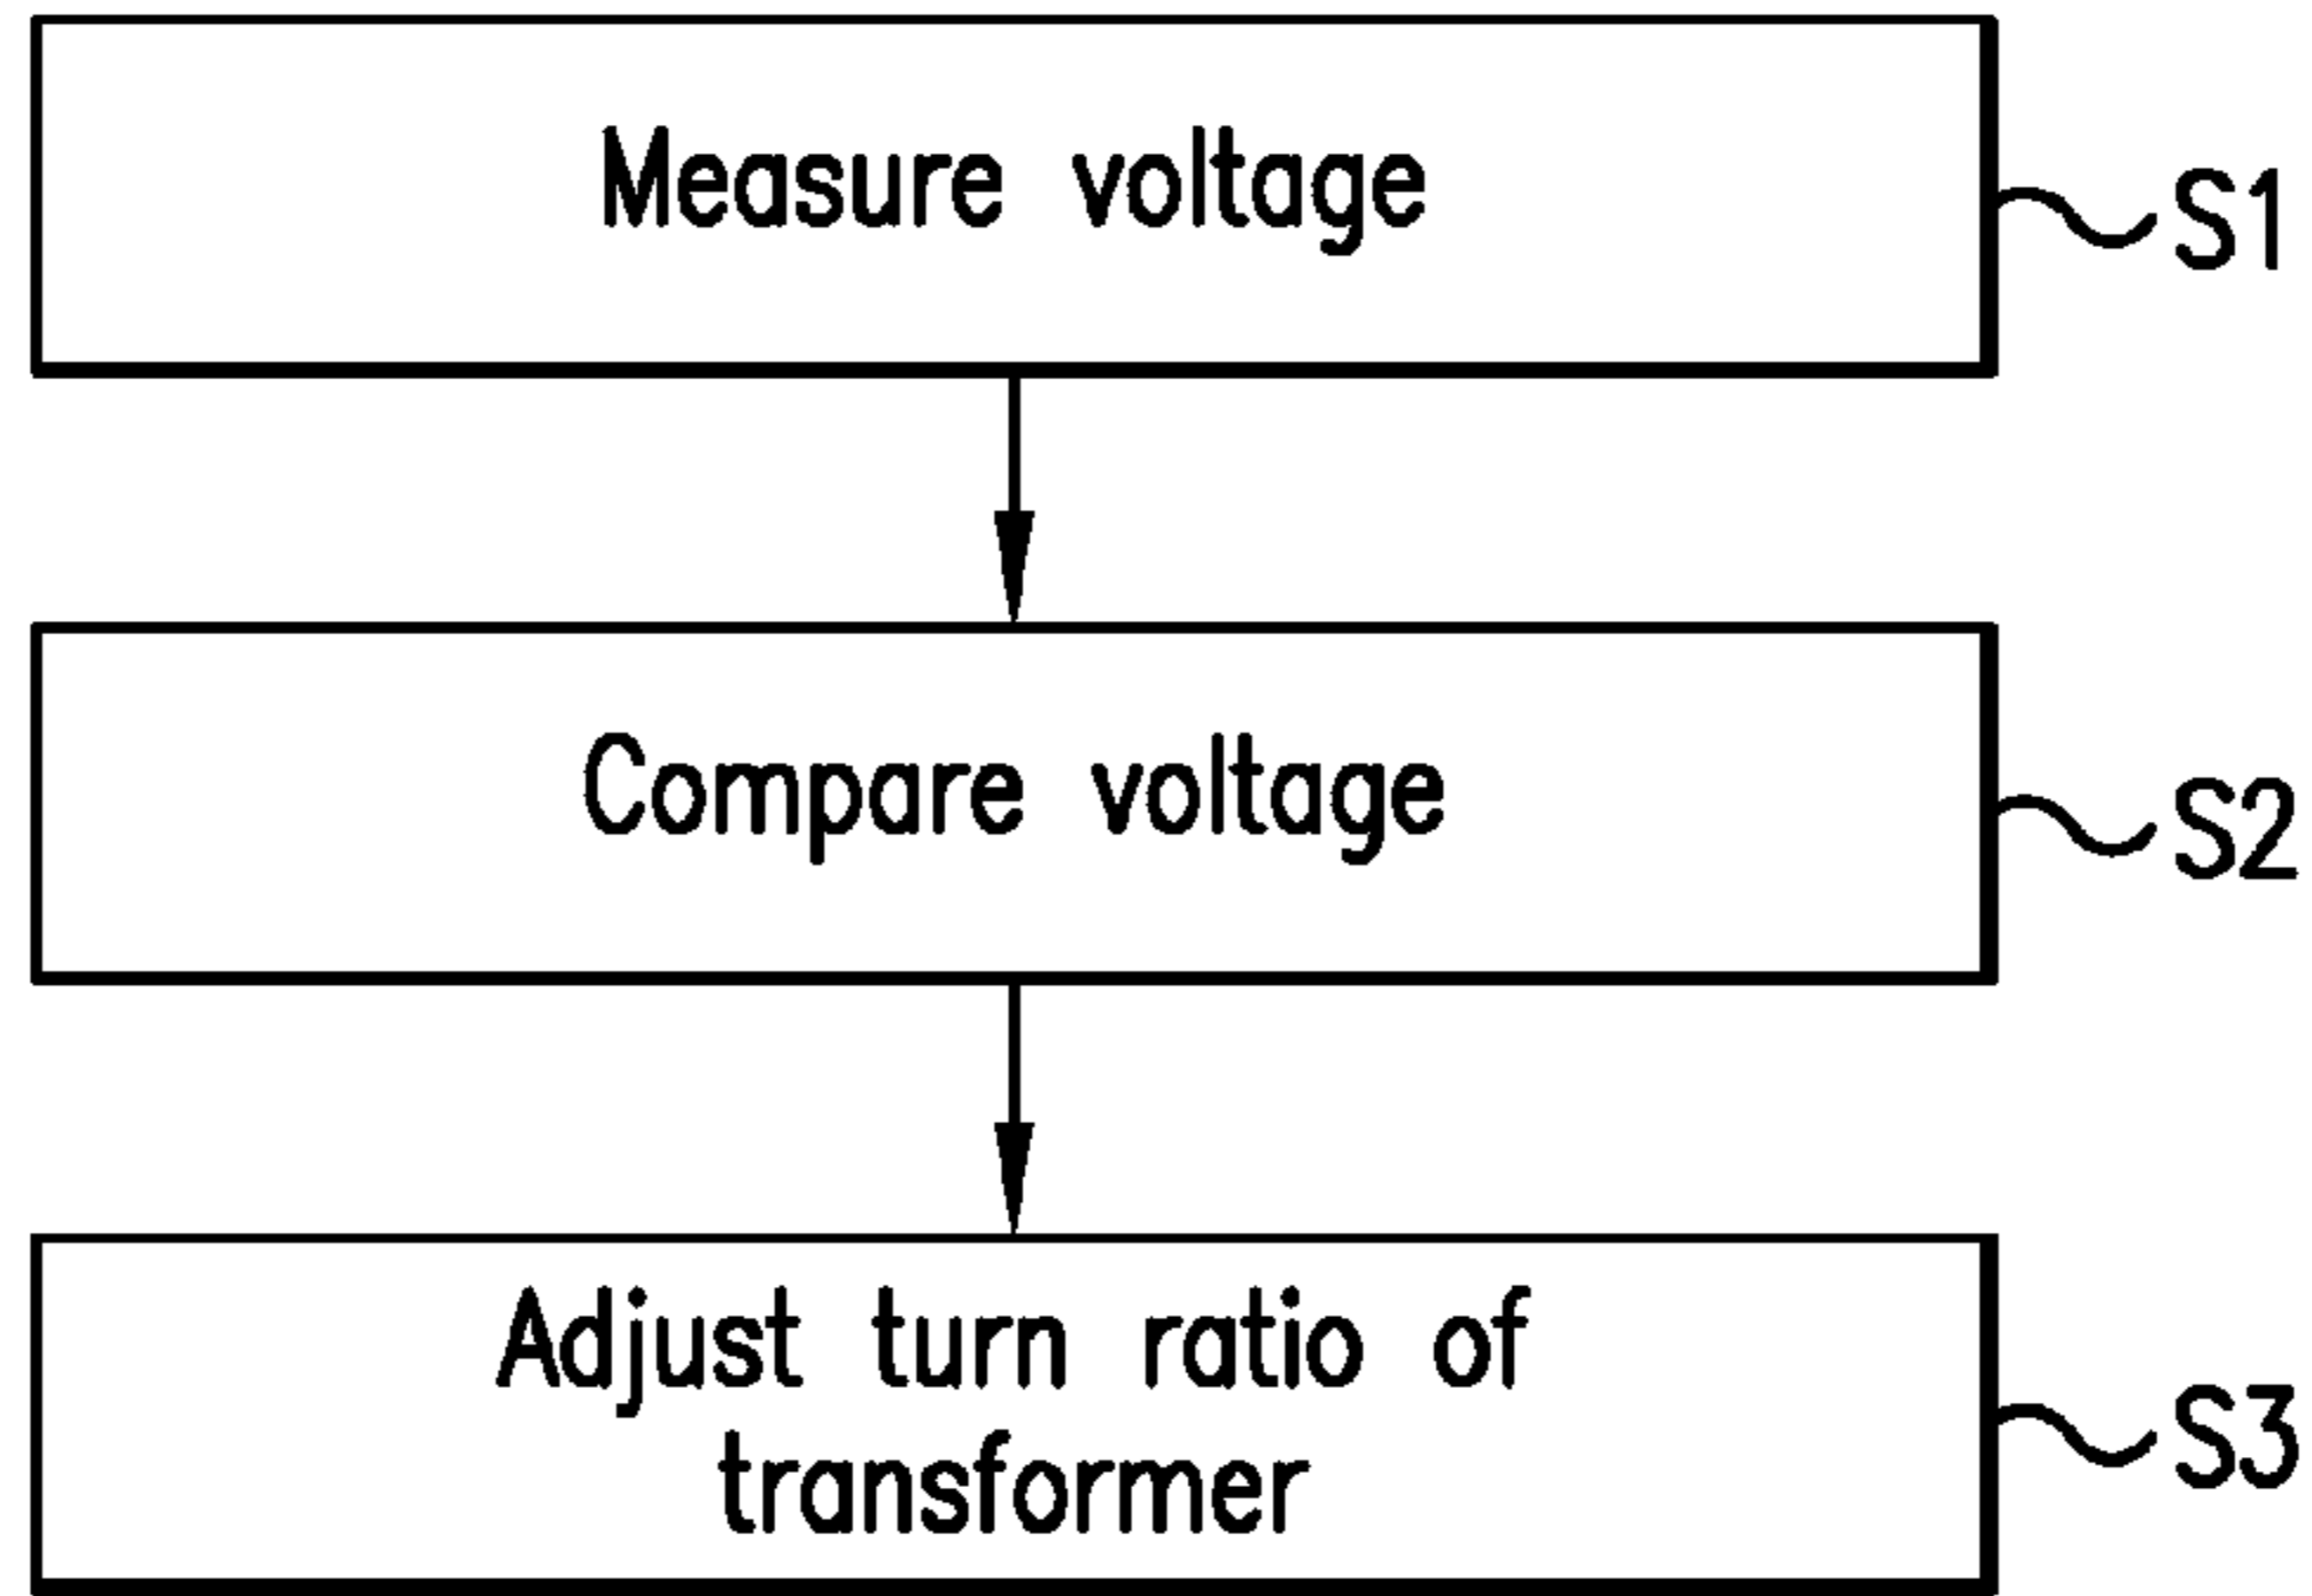 Measure voltage
S1
Compare voltage
S2
Adjust turn ratio of
transformer
S3